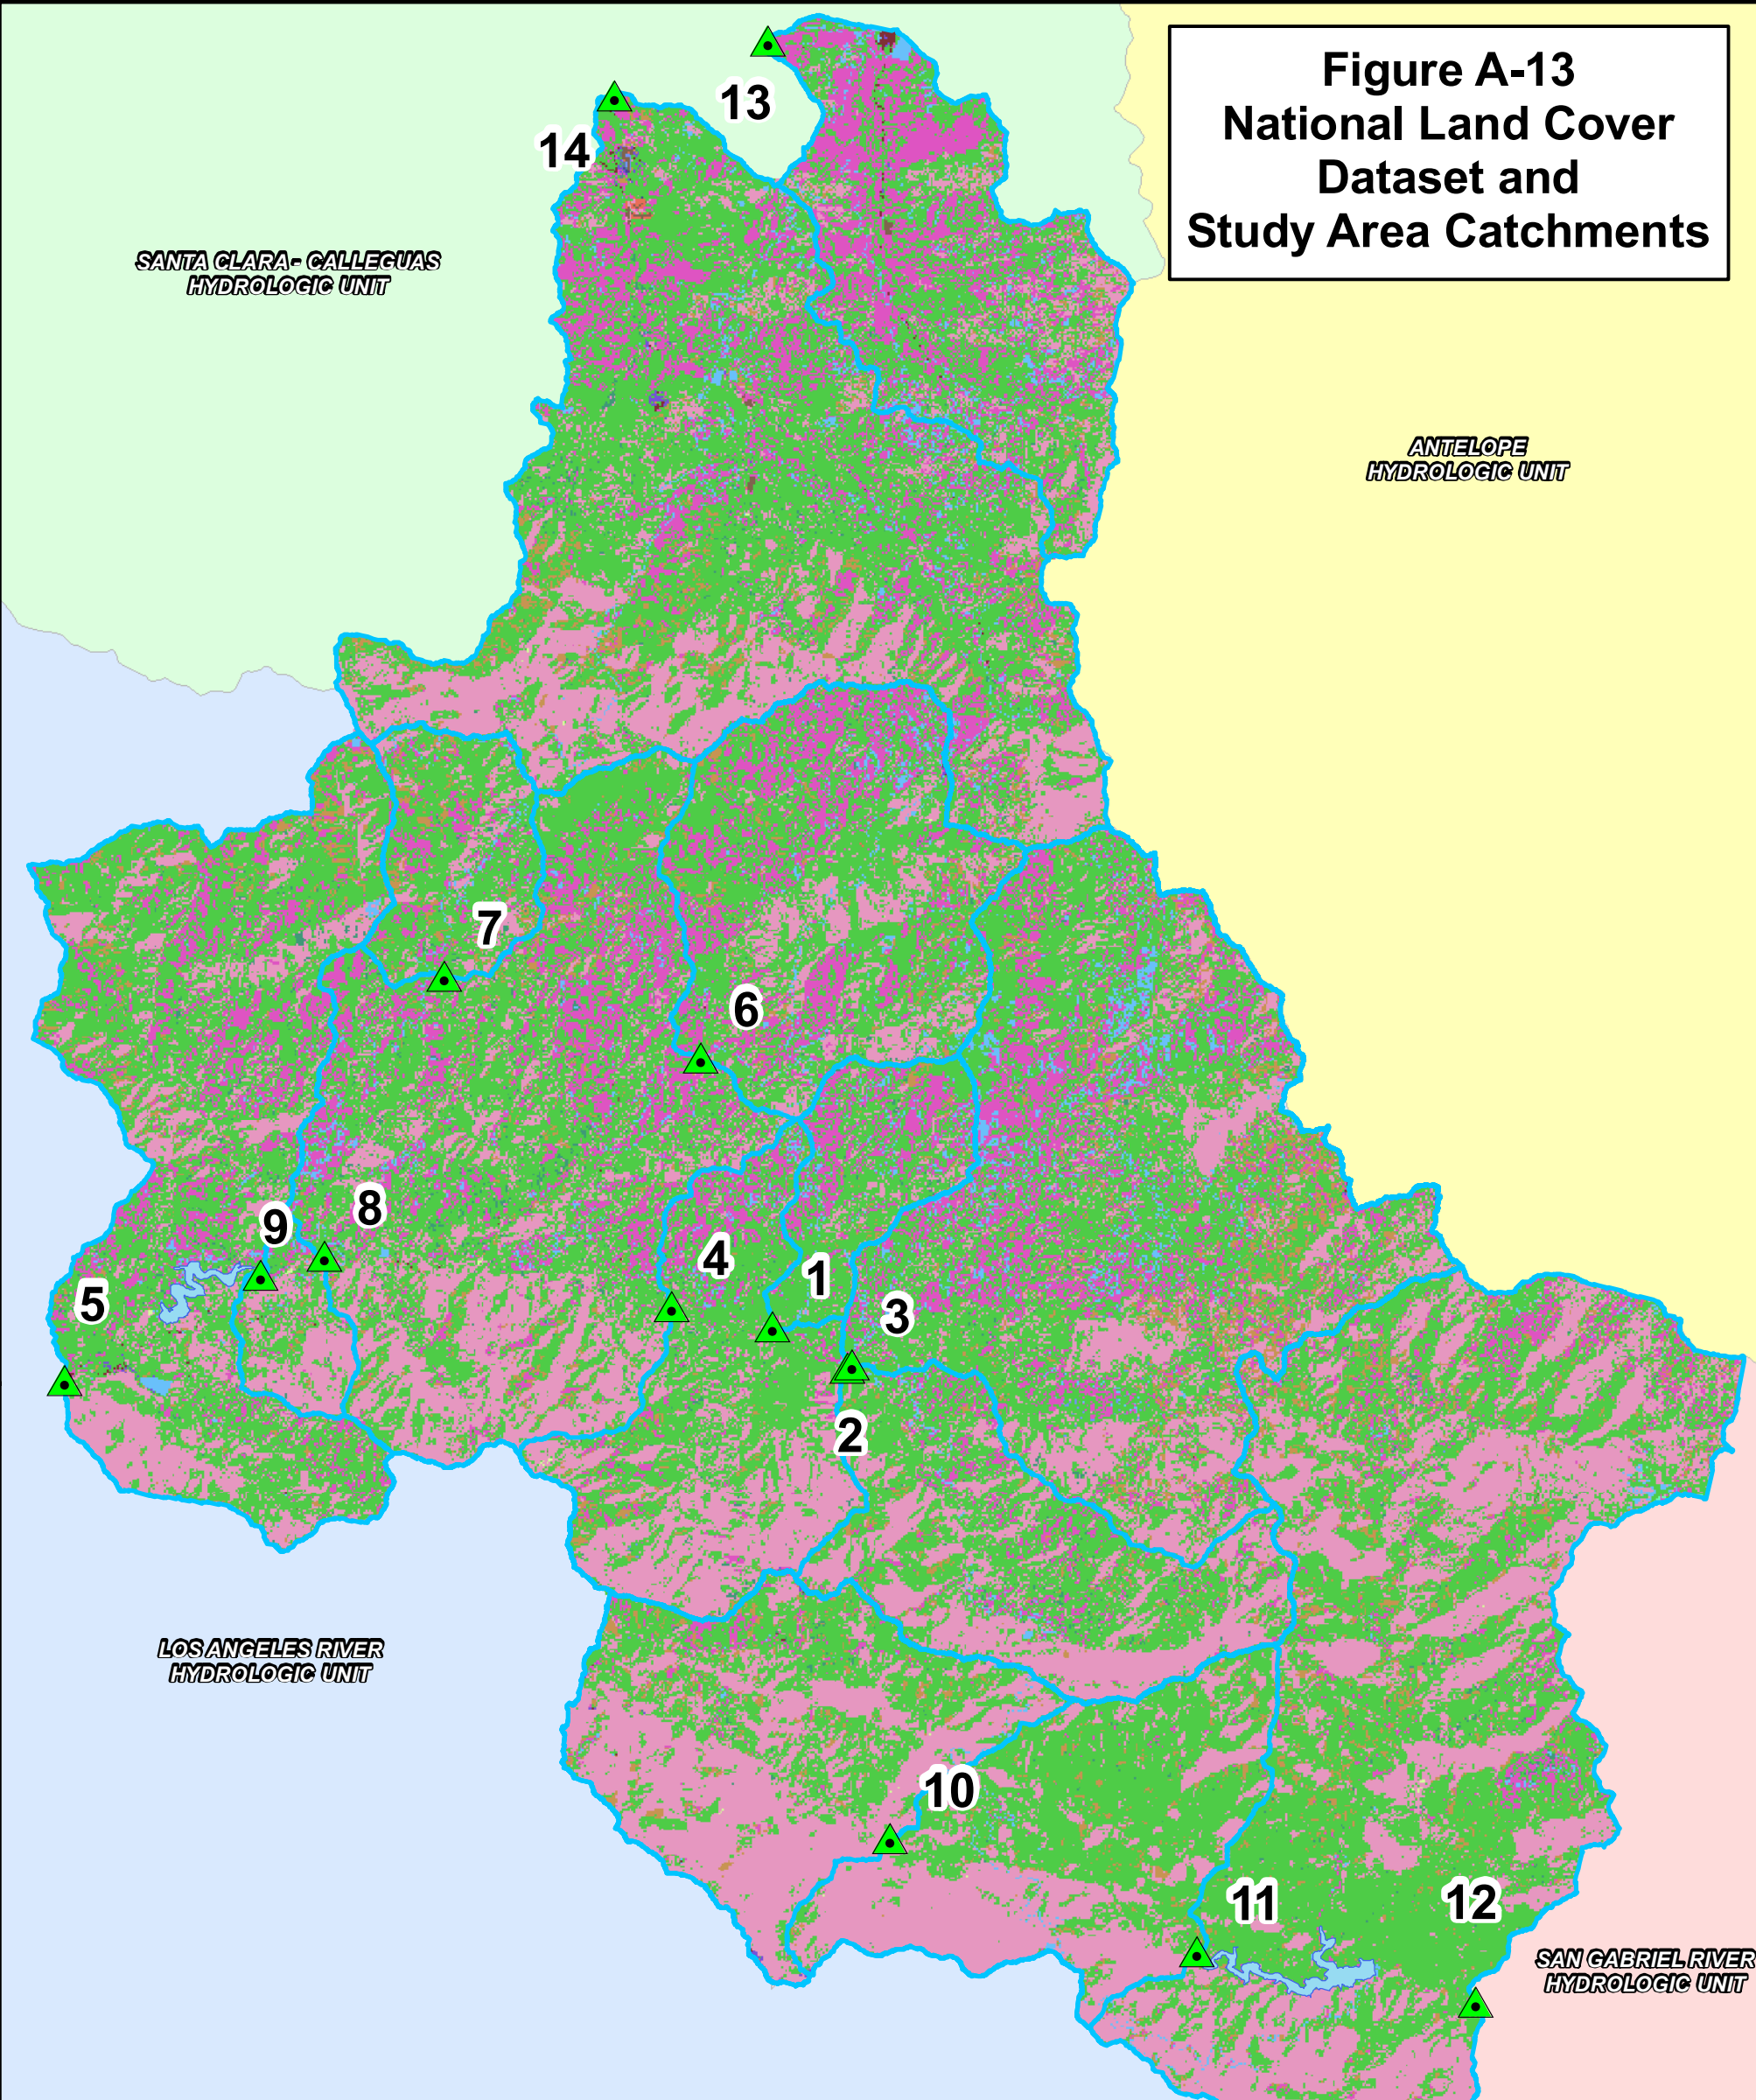 Figure A-13
National Land Cover
Dataset and
Study Area Catchments
13
14
SANTA CLARA - CALLEGUAS
HYDROLOGIC UNIT
ANTELOPE
HYDROLOGIC UNIT
7
6
8
9
4
1
5
3
2
LOS ANGELES RIVER
HYDROLOGIC UNIT
10
11
12
SAN GABRIEL RIVER
HYDROLOGIC UNIT